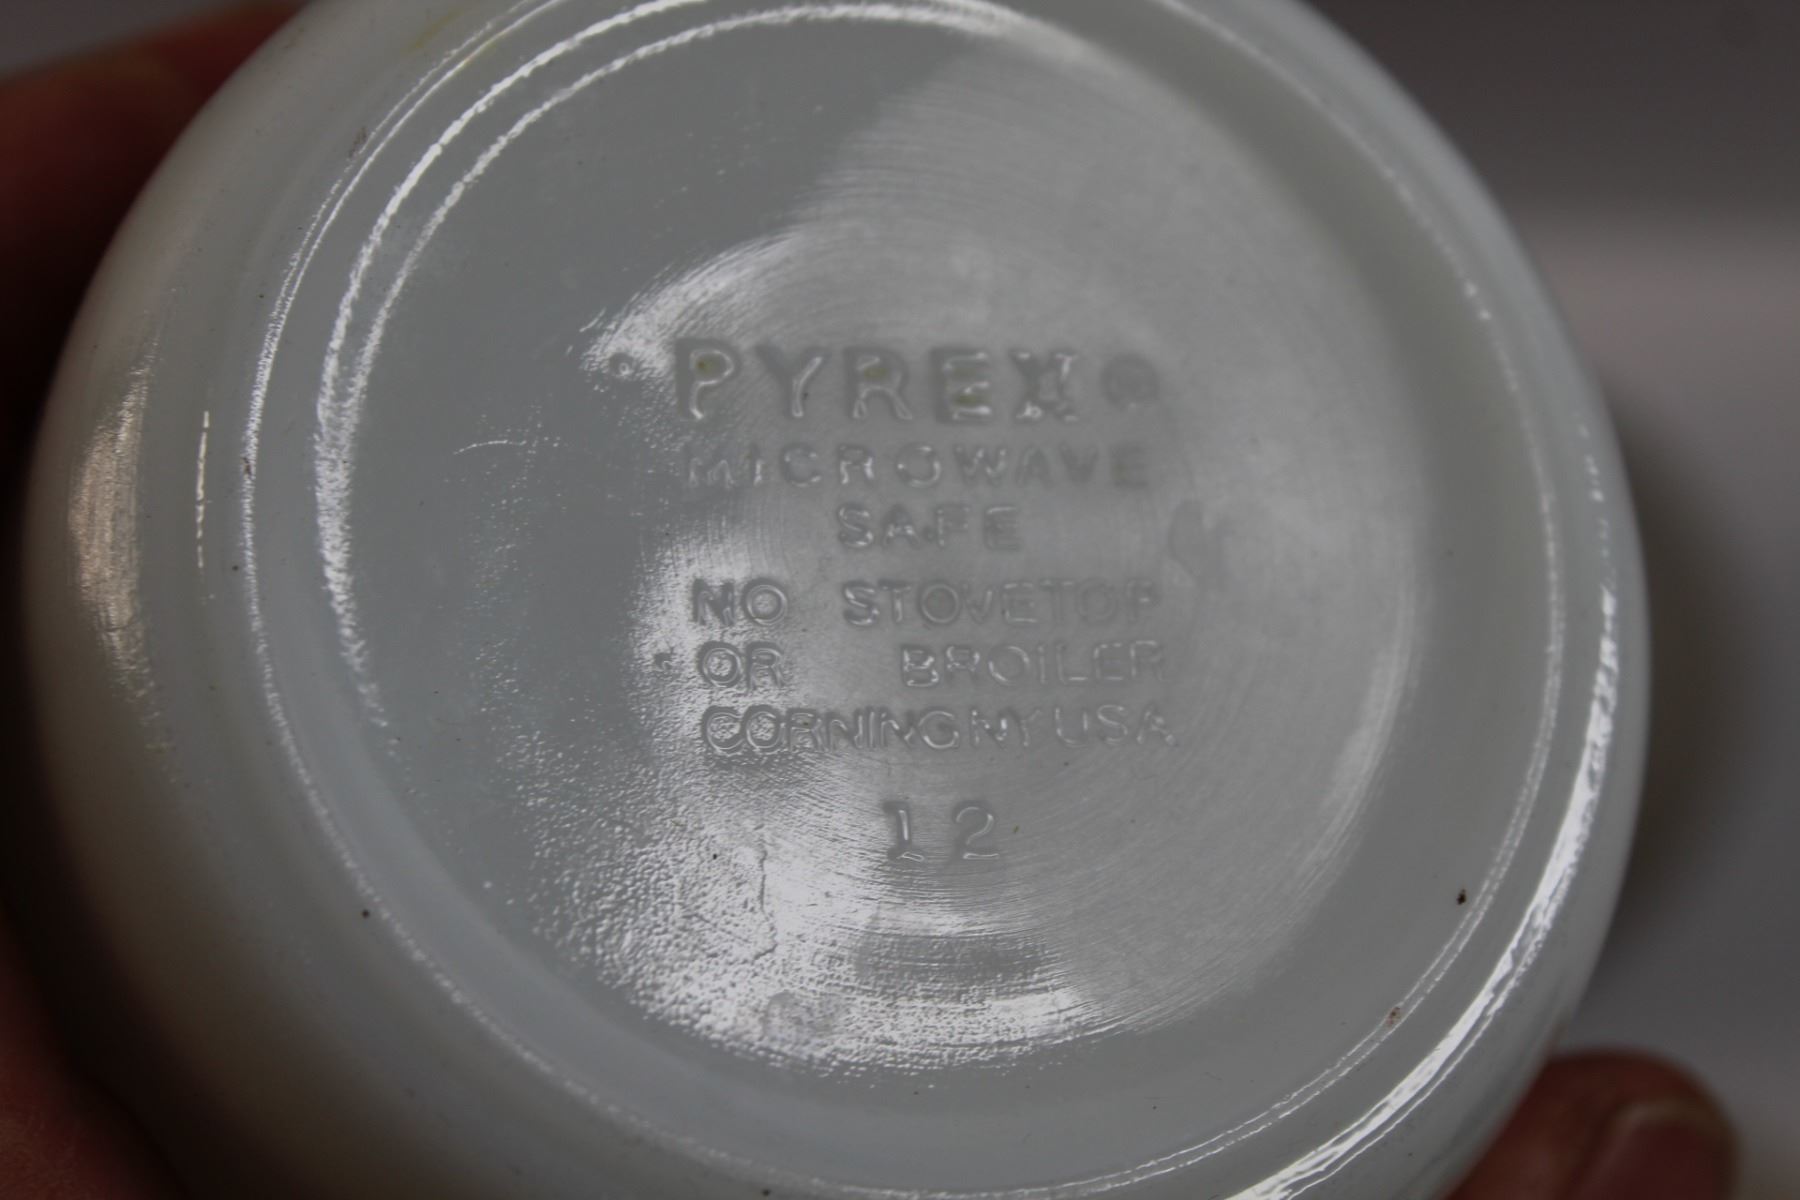 • PYREX ®
MICROWAVE
SAFE
NO STOVETOP
OR BROILER
CORNING NY USA
12